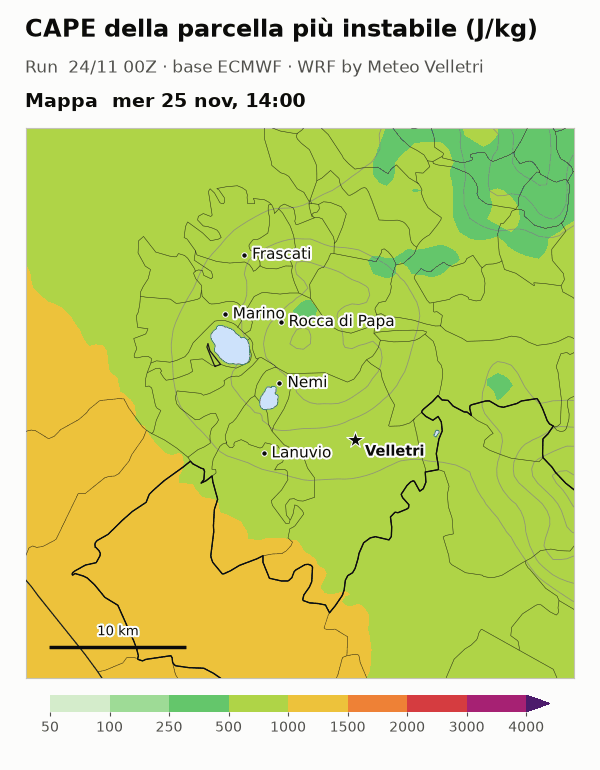 CAPE della parcella più instabile (J/kg)
Run  24/11 00Z · base ECMWF · WRF by Meteo Velletri
Mappa  mer 25 nov, 14:00
Frascati
Marino
Rocca di Papa
Nemi
Velletri
Lanuvio
10 km
50 100 250 500 1000 1500 2000 3000 4000